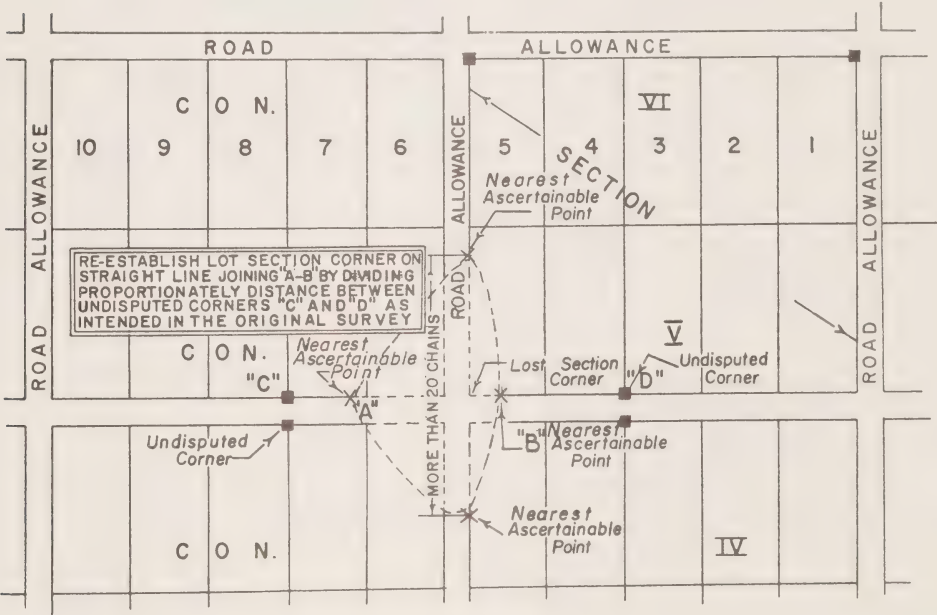 ROAD
ALLOWANCE
C O N.
VI
10
9
8
7
6
5
4
3
2
1
ROAD ALLOWANCE
ROAD ALLOWANCE
ROAD ALLOWANCE
SECTION
Nearest
Ascertainable
Point
RE-ESTABLISH LOT SECTION CORNER ON
STRAIGHT LINE JOINING "A-B" BY DIVIDING
PROPORTIONATELY DISTANCE BETWEEN
UNDISPUTED CORNERS "C" AND "D" AS
INTENDED IN THE ORIGINAL SURVEY
C O N.
V
Nearest
Ascertainable
Point
"C"
"A"
MORE THAN 20 CHAINS
Lost Section
Corner
"D"
Undisputed
Corner
Undisputed
Corner
"B"
Nearest
Ascertainable
Point
Nearest
Ascertainable
Point
C O N.
IV